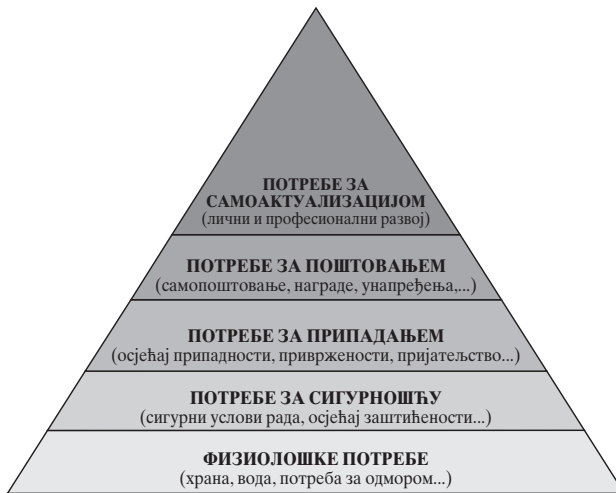 ПОТРЕБЕ ЗА
САМОАКТУАЛИЗАЦИЈОМ
(лични и професионални развој)
ПОТРЕБЕ ЗА ПОШТОВАЊЕМ
(самопоштовање, награде, унапређења,...)
ПОТРЕБЕ ЗА ПРИПАДАЊЕМ
(осјећај припадности, привржености, пријатељство...)
ПОТРЕБЕ ЗА СИГУРНОШЋУ
(сигурни услови рада, осјећај заштићености...)
ФИЗИОЛОШКЕ ПОТРЕБЕ
(храна, вода, потреба за одмором...)